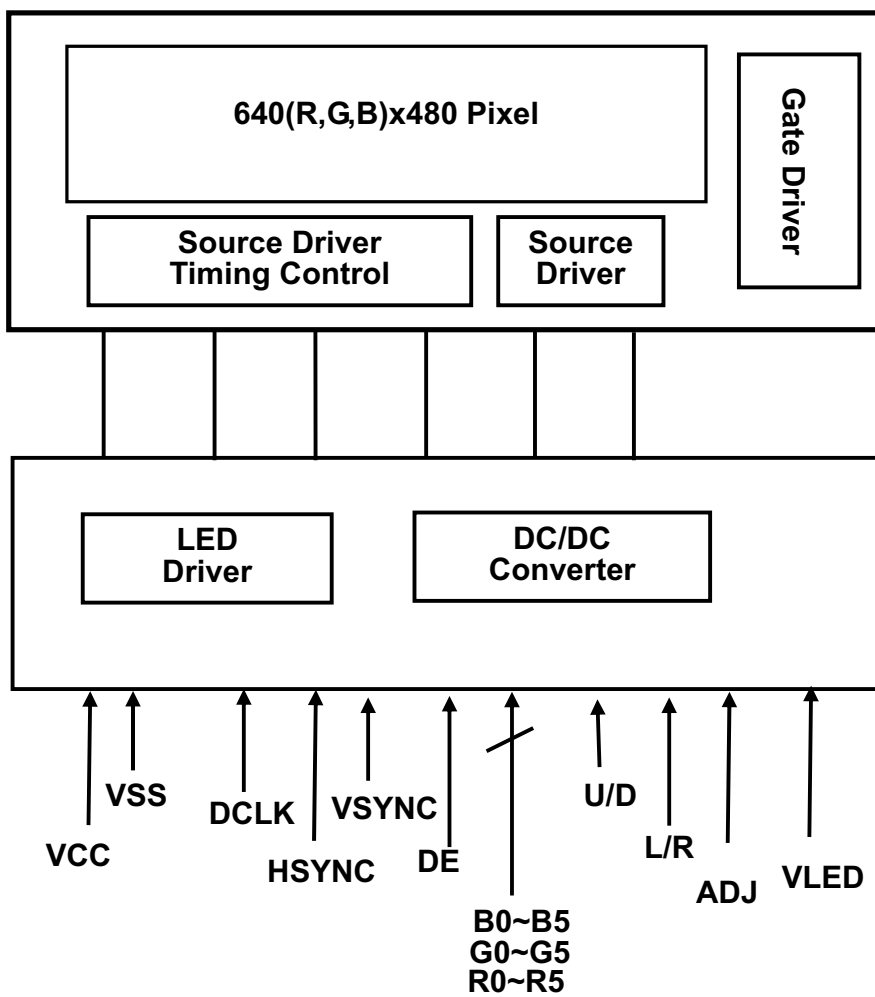 640(R,G,B)x480 Pixel
Gate Driver
Source Driver
Timing Control
Source
Driver
LED
Driver
DC/DC
Converter
VCC
VSS
DCLK
HSYNC
VSYNC
DE
B0~B5
G0~G5
R0~R5
U/D
L/R
ADJ
VLED